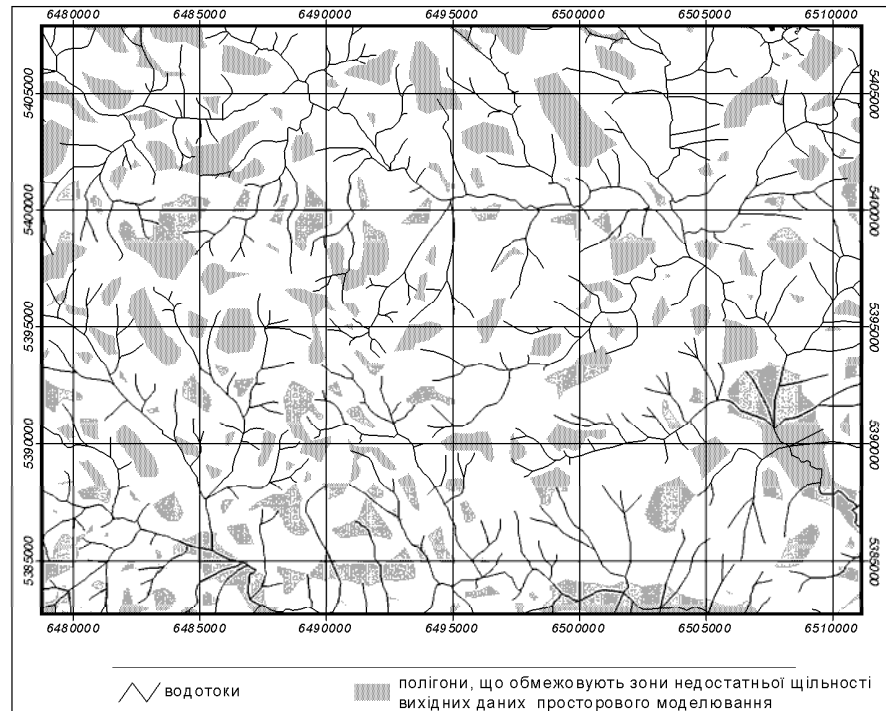 6480000 6485000 6490000 6495000 6500000 6505000 6510000
5405000 5405000
5400000 5400000
5395000 5395000
5390000 5390000
5385000 5385000
6480000 6485000 6490000 6495000 6500000 6505000 6510000
водотоки
полігони, що обмежовують зони недостатньої щільності
вихідних даних просторового моделювання